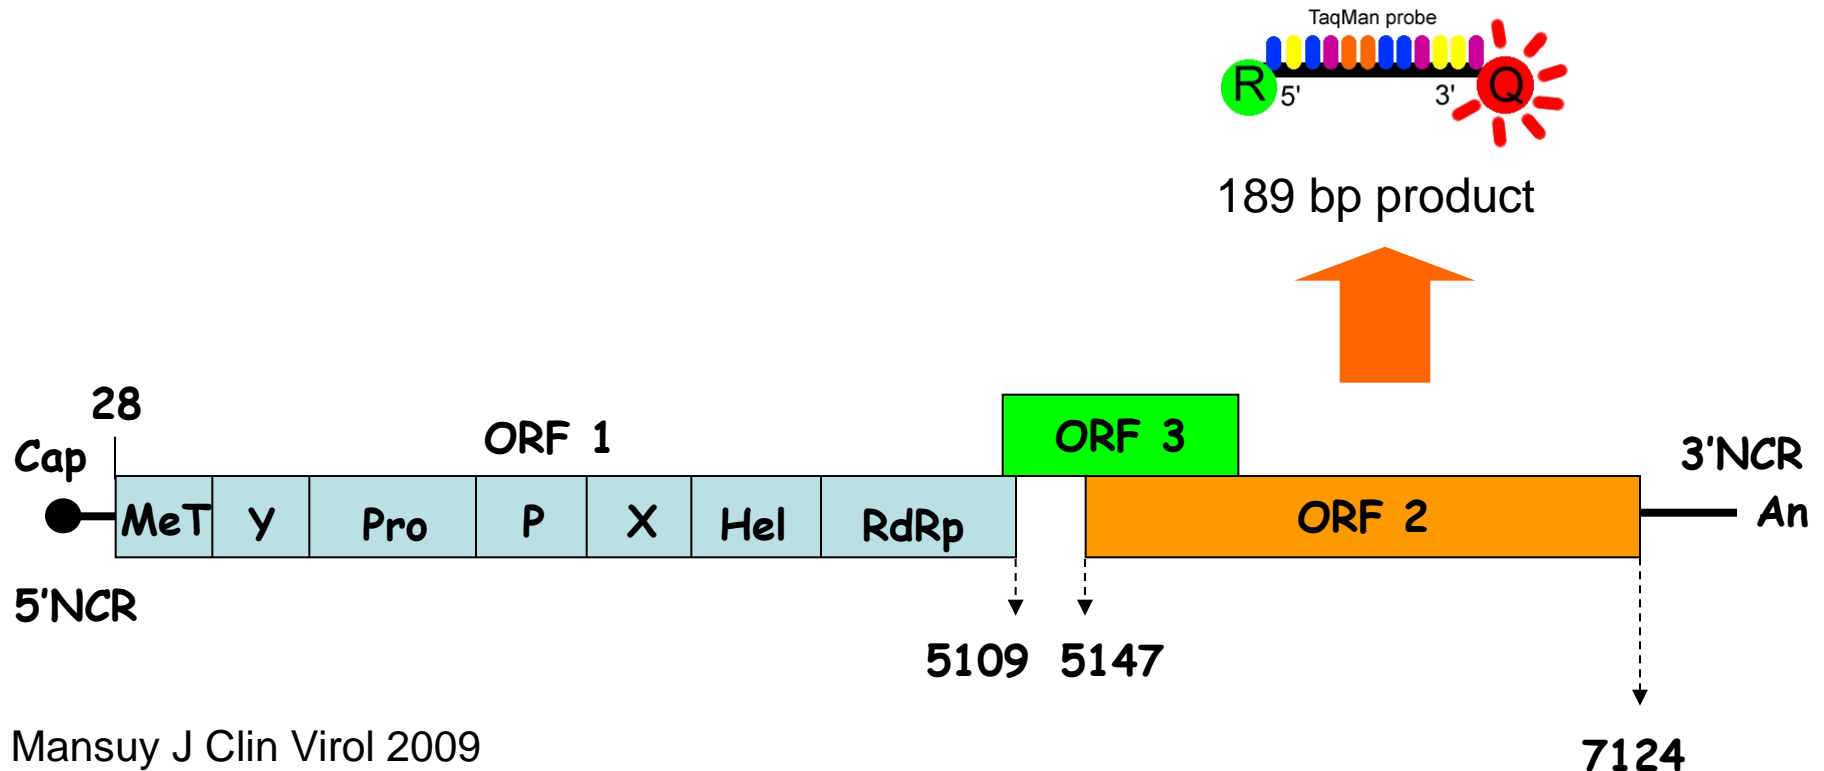 TaqMan probe
R 5' 3' Q
189 bp product
28
Cap
ORF 1
ORF 3
3'NCR
MeT Y Pro P X Hel RdRp
ORF 2
An
5'NCR
5109 5147
7124
Mansuy J Clin Virol 2009